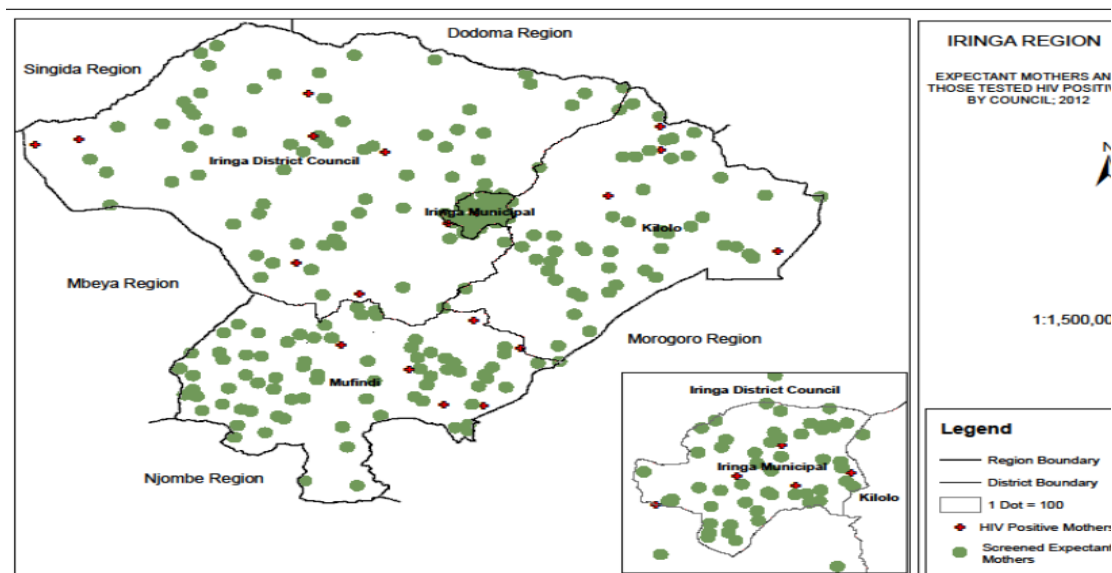 Dodoma Region
Singida Region
Iringa District Council
Iringa Municipal
Kilolo
Mbeya Region
Morogoro Region
Mufindi
Njombe Region
Iringa District Council
Iringa Municipal
Kilolo
IRINGA REGION
EXPECTANT MOTHERS AN
THOSE TESTED HIV POSITIV
BY COUNCIL; 2012
N
1:1,500,00
Legend
Region Boundary
District Boundary
1 Dot = 100
HIV Positive Mothers
Screened Expectant
Mothers